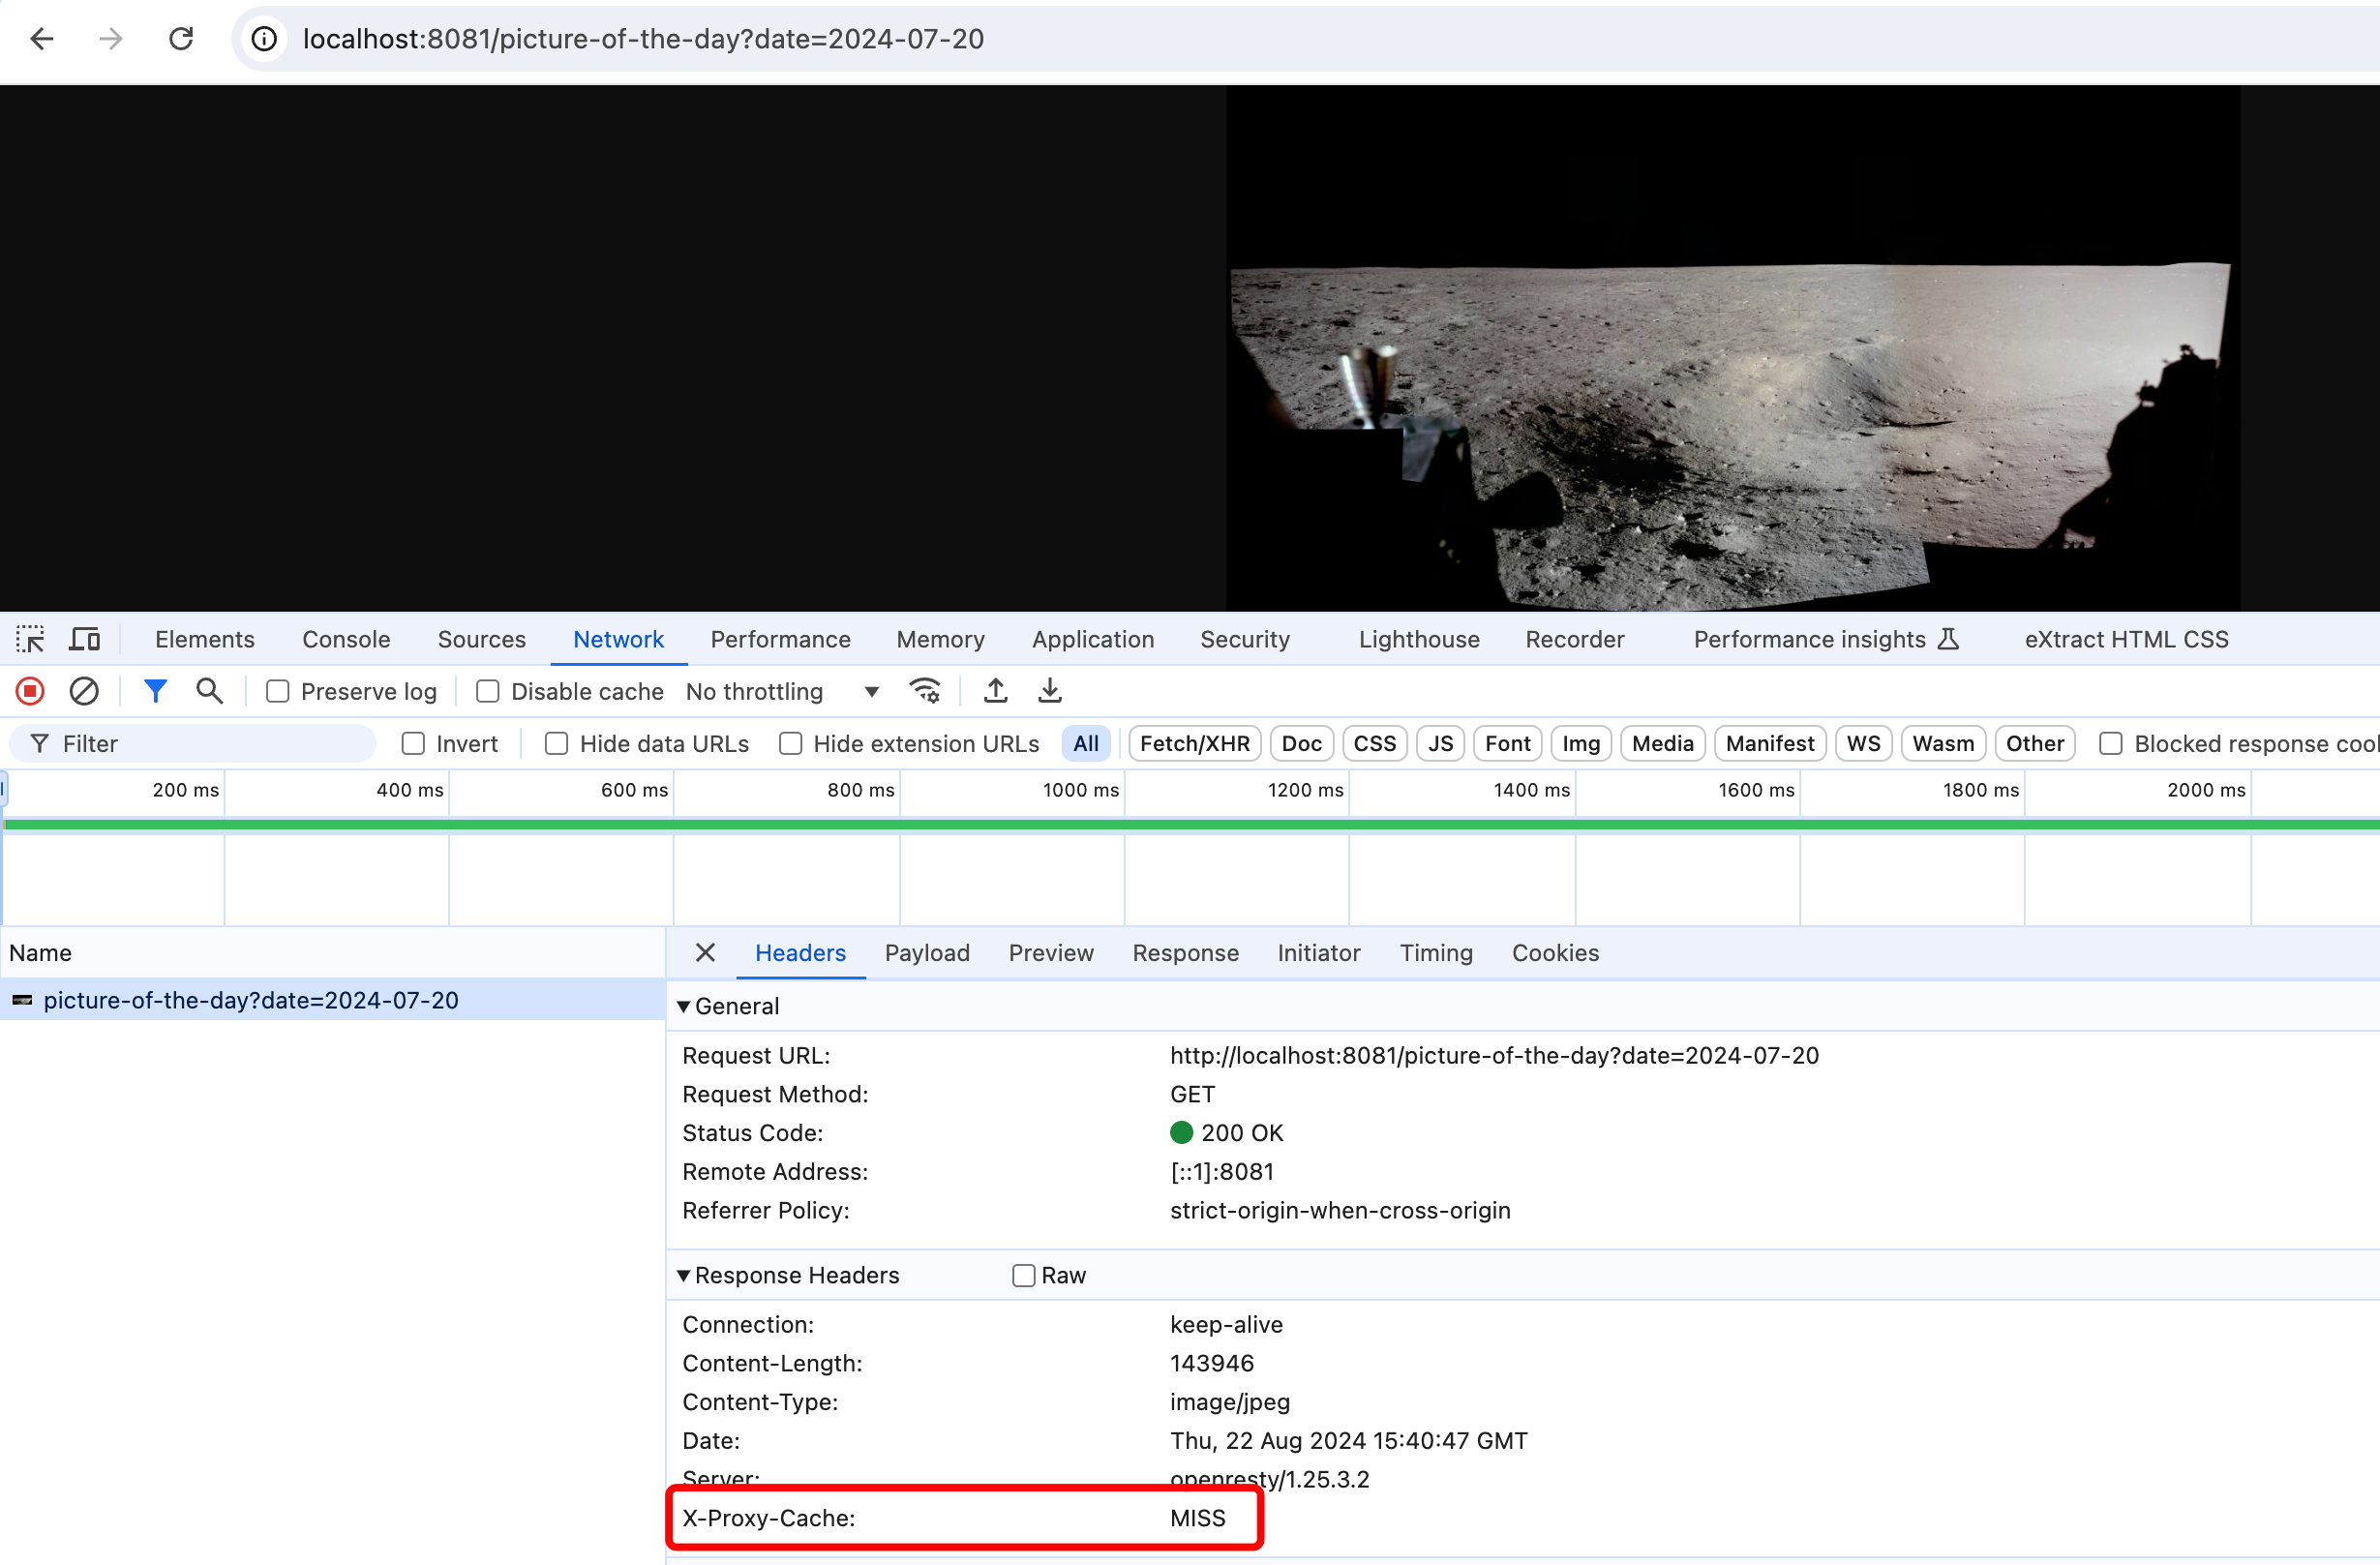 localhost:8081/picture-of-the-day?date=2024-07-20
Elements Console Sources Network Performance Memory Application Security Lighthouse Recorder Performance insights eXtract HTML CSS
Preserve log Disable cache No throttling
Filter Invert Hide data URLs Hide extension URLs All Fetch/XHR Doc CSS JS Font Img Media Manifest WS Wasm Other Blocked response
200 ms 400 ms 600 ms 800 ms 1000 ms 1200 ms 1400 ms 1600 ms 1800 ms 2000 ms
Name Headers Payload Preview Response Initiator Timing Cookies
picture-of-the-day?date=2024-07-20
General
Request URL: http://localhost:8081/picture-of-the-day?date=2024-07-20
Request Method: GET
Status Code: 200 OK
Remote Address: [::1]:8081
Referrer Policy: strict-origin-when-cross-origin
Response Headers Raw
Connection: keep-alive
Content-Length: 143946
Content-Type: image/jpeg
Date: Thu, 22 Aug 2024 15:40:47 GMT
Server: openresty/1.25.3.2
X-Proxy-Cache: MISS